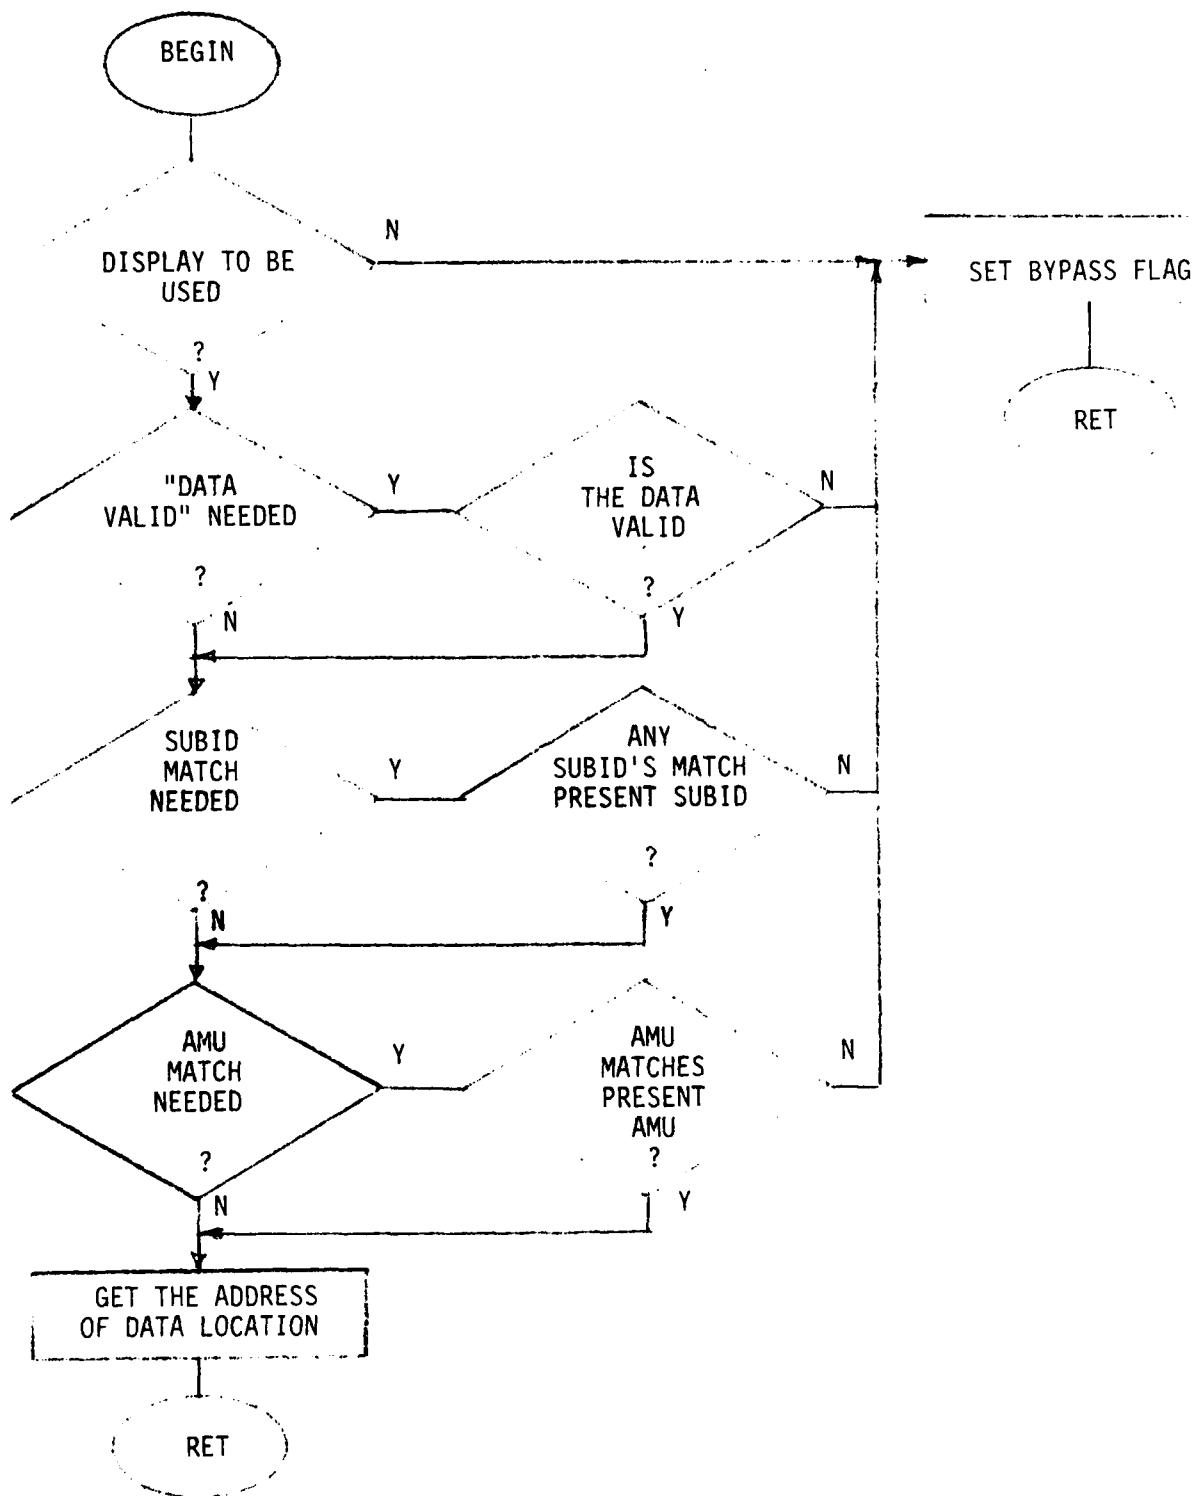 BEGIN
N
DISPLAY TO BE
USED
?
Y
SET BYPASS FLAG
RET
"DATA
VALID" NEEDED
?
Y
N
IS
THE DATA
VALID
?
N
Y
SUBID
MATCH
NEEDED
?
Y
N
ANY
SUBID'S MATCH
PRESENT SUBID
?
N
Y
AMU
MATCH
NEEDED
?
Y
N
AMU
MATCHES
PRESENT
AMU
?
N
Y
GET THE ADDRESS
OF DATA LOCATION
RET